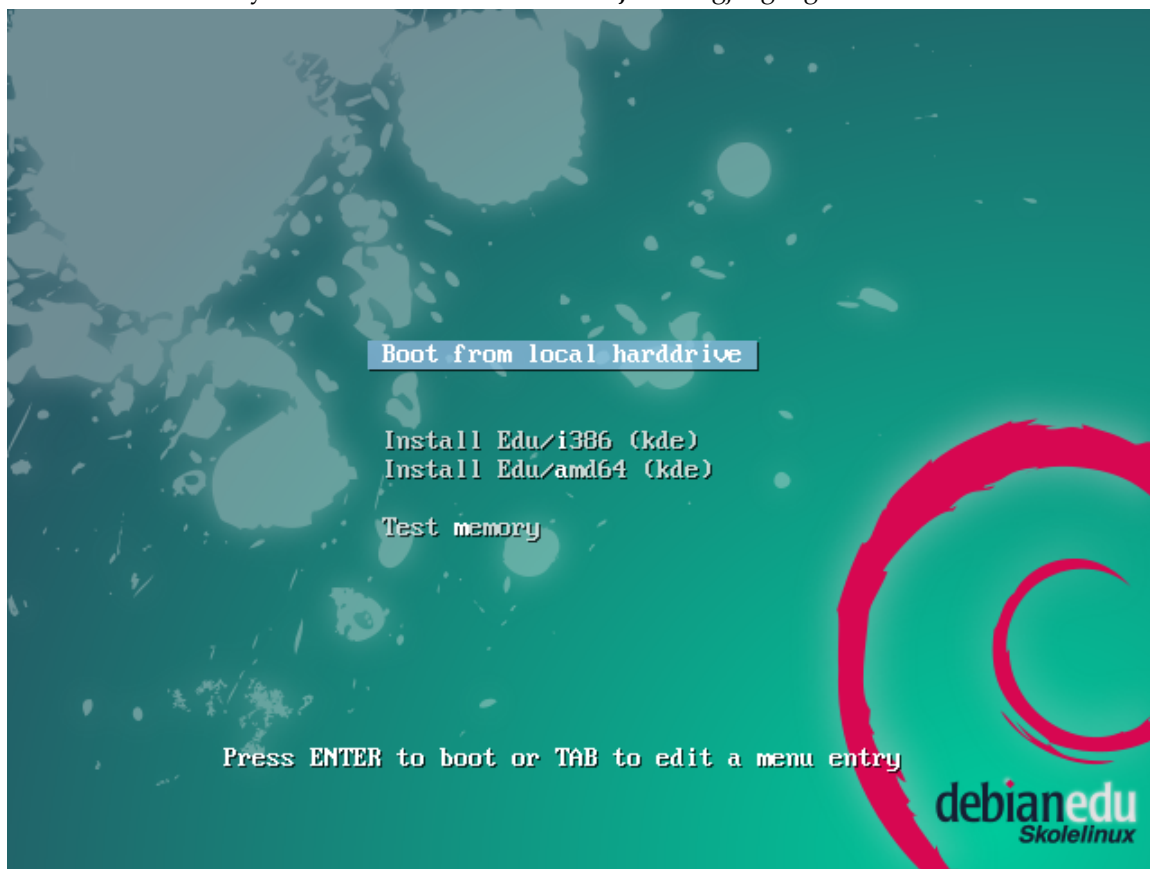 Boot from local harddrive
Install Edu/i386 (kde)
Install Edu/amd64 (kde)
Test memory
Press ENTER to boot or TAB to edit a menu entry
debianedu
Skolelinux